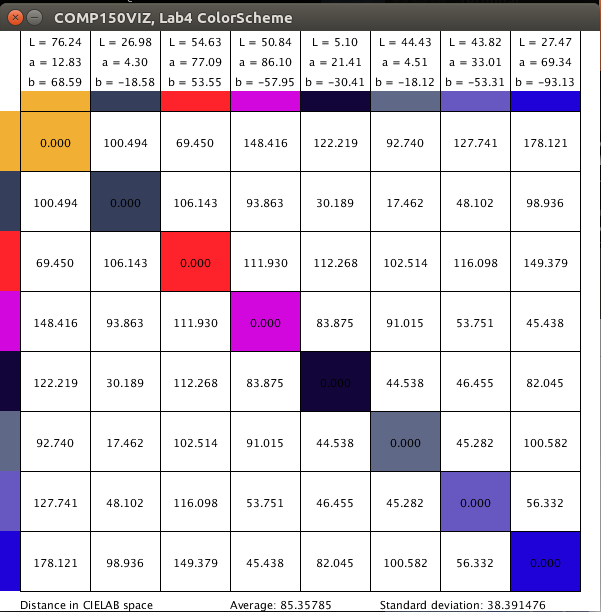 COMP150VIZ, Lab4 ColorScheme
L = 76.24 L = 26.98 L = 54.63 L = 50.84 L = 5.10 L = 44.43 L = 43.82 L = 27.47
a = 12.83 a = 4.30 a = 77.09 a = 86.10 a = 21.41 a = 4.51 a = 33.01 a = 69.34
b = 68.59 b = −18.58 b = 53.55 b = −57.95 b = −30.41 b = −18.12 b = −53.31 b = −93.13
0.000 100.494 69.450 148.416 122.219 92.740 127.741 178.121
100.494 0.000 106.143 93.863 30.189 17.462 48.102 98.936
69.450 106.143 0.000 111.930 112.268 102.514 116.098 149.379
148.416 93.863 111.930 0.000 83.875 91.015 53.751 45.438
122.219 30.189 112.268 83.875 0.000 44.538 46.455 82.045
92.740 17.462 102.514 91.015 44.538 0.000 45.282 100.582
127.741 48.102 116.098 53.751 46.455 45.282 0.000 56.332
178.121 98.936 149.379 45.438 82.045 100.582 56.332 0.000
Distance in CIELAB space Average: 85.35785 Standard deviation: 38.391476